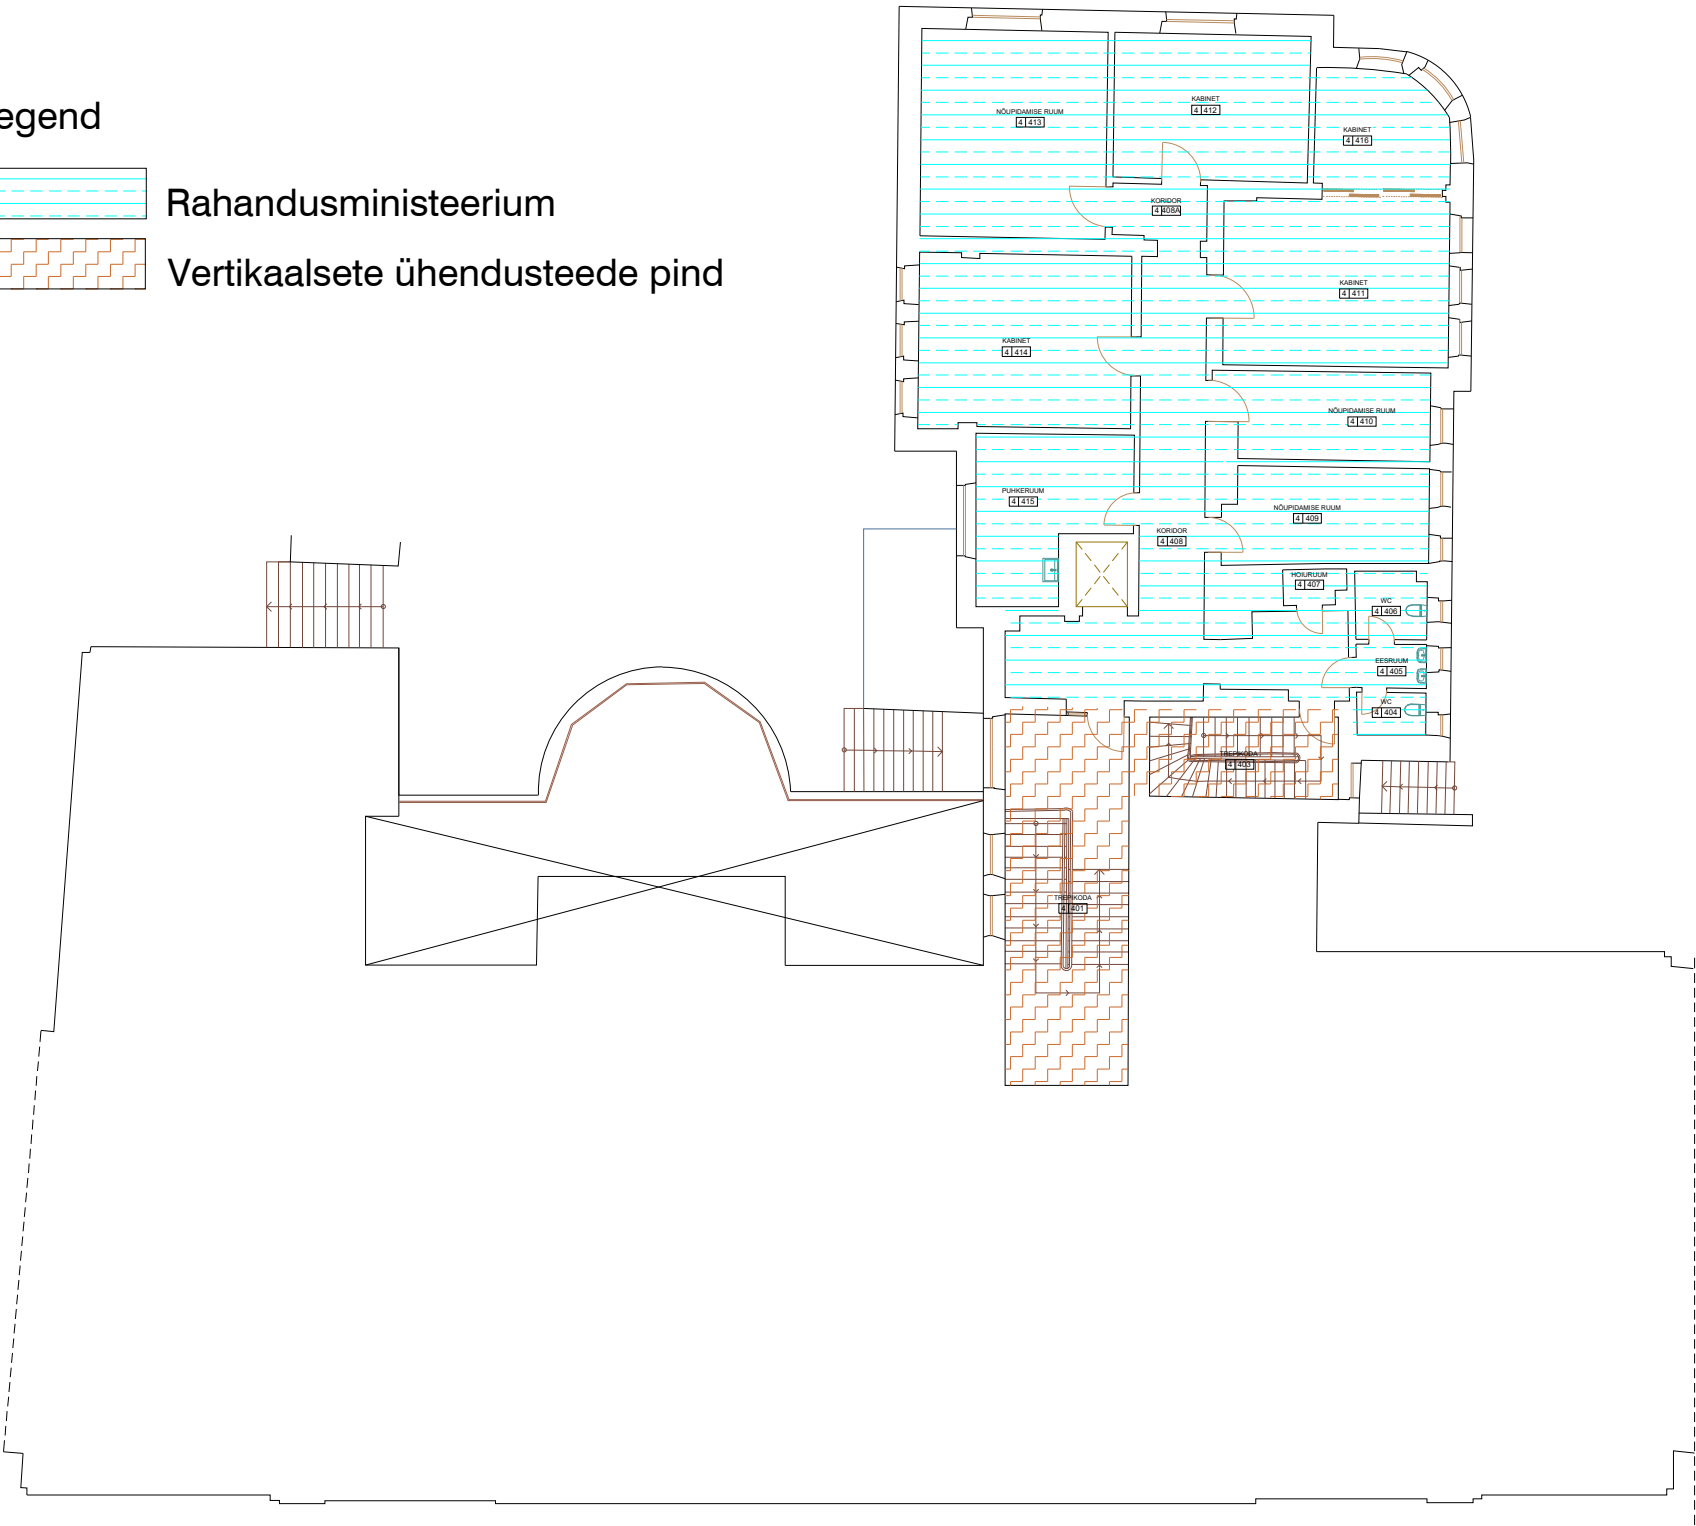 egend
Rahandusministeerium
Vertikaalsete ühendusteede pind
NÕUPIDAMISE RUUM
4 413
KABINET
4 412
KABINET
4 416
KORIDOR
4 408A
KABINET
4 411
KABINET
4 414
NÕUPIDAMISE RUUM
4 410
PUHKERUUM
4 415
NÕUPIDAMISE RUUM
4 409
KORIDOR
4 408
HOIURUUM
4 407
WC
4 406
EESRUUM
4 405
WC
4 404
TREPIKODA
4 403
TREPIKODA
4 401